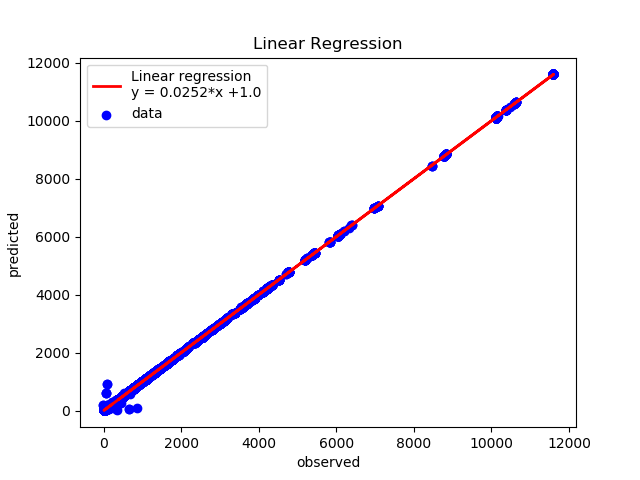 Linear Regression
Linear regression
y = 0.0252*x +1.0
data
12000
10000
8000
6000
4000
2000
0
predicted
0 2000 4000 6000 8000 10000 12000
observed